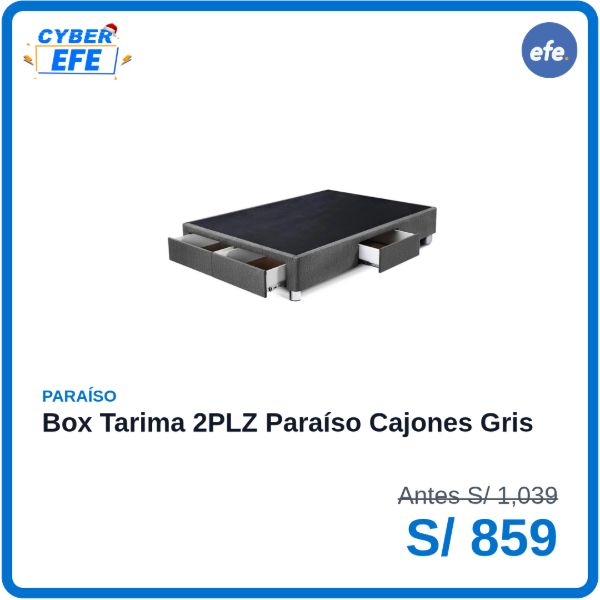 CYBER
EFE
efe.
PARAÍSO
Box Tarima 2PLZ Paraíso Cajones Gris
Antes S/ 1,039
S/ 859